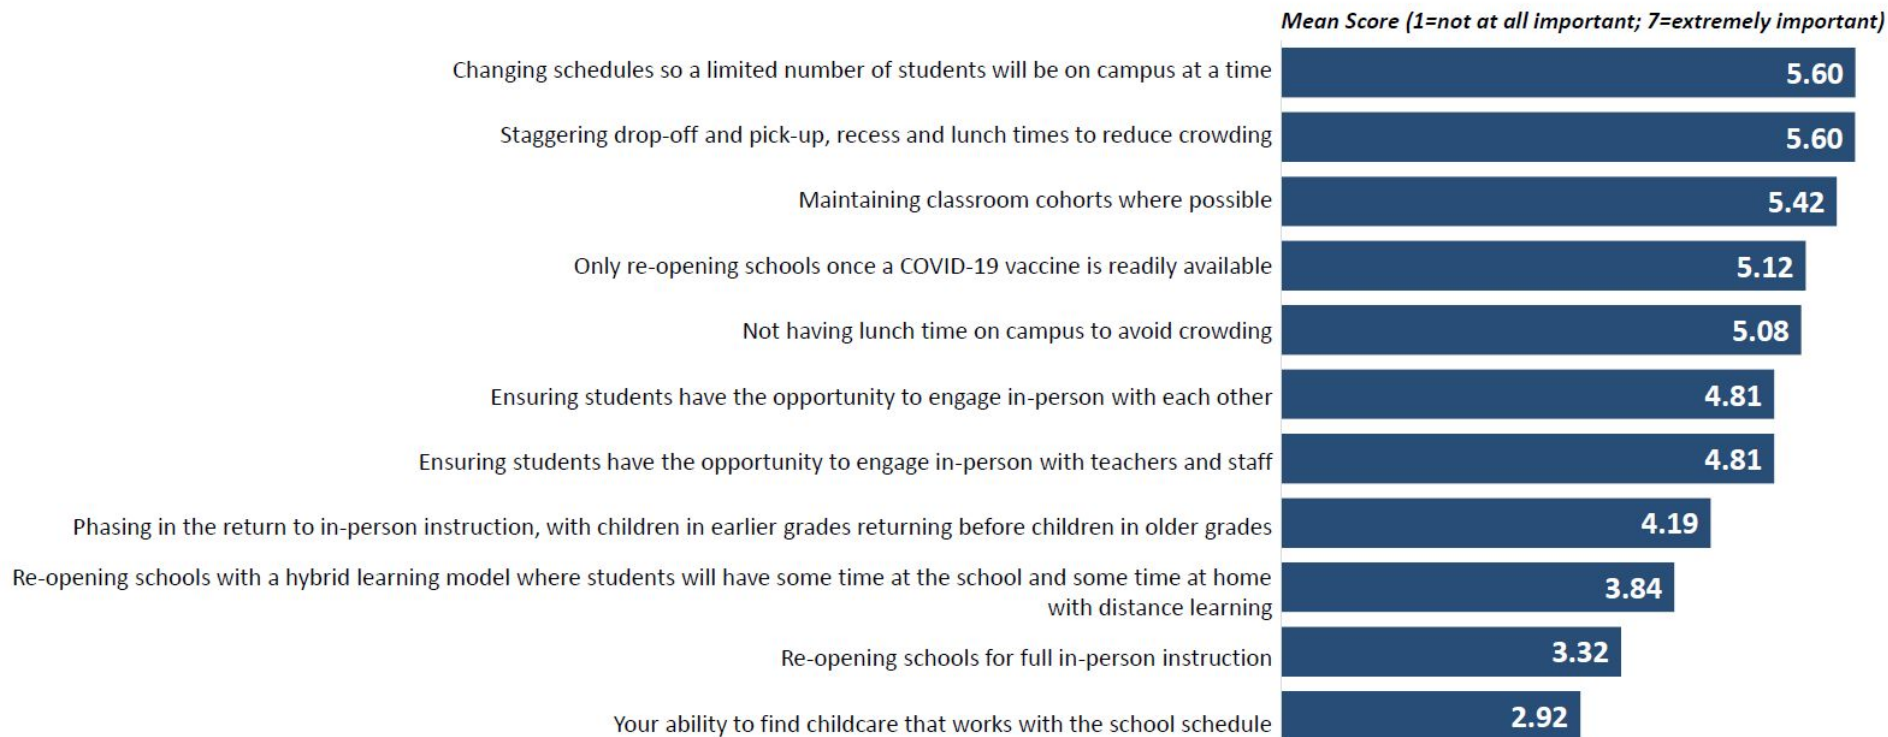 Mean Score (1=not at all important; 7=extremely important)
Changing schedules so a limited number of students will be on campus at a time
5.60
Staggering drop-off and pick-up, recess and lunch times to reduce crowding
5.60
Maintaining classroom cohorts where possible
5.42
Only re-opening schools once a COVID-19 vaccine is readily available
5.12
Not having lunch time on campus to avoid crowding
5.08
Ensuring students have the opportunity to engage in-person with each other
4.81
Ensuring students have the opportunity to engage in-person with teachers and staff
4.81
Phasing in the return to in-person instruction, with children in earlier grades returning before children in older grades
4.19
Re-opening schools with a hybrid learning model where students will have some time at the school and some time at home
with distance learning
3.84
Re-opening schools for full in-person instruction
3.32
Your ability to find childcare that works with the school schedule
2.92